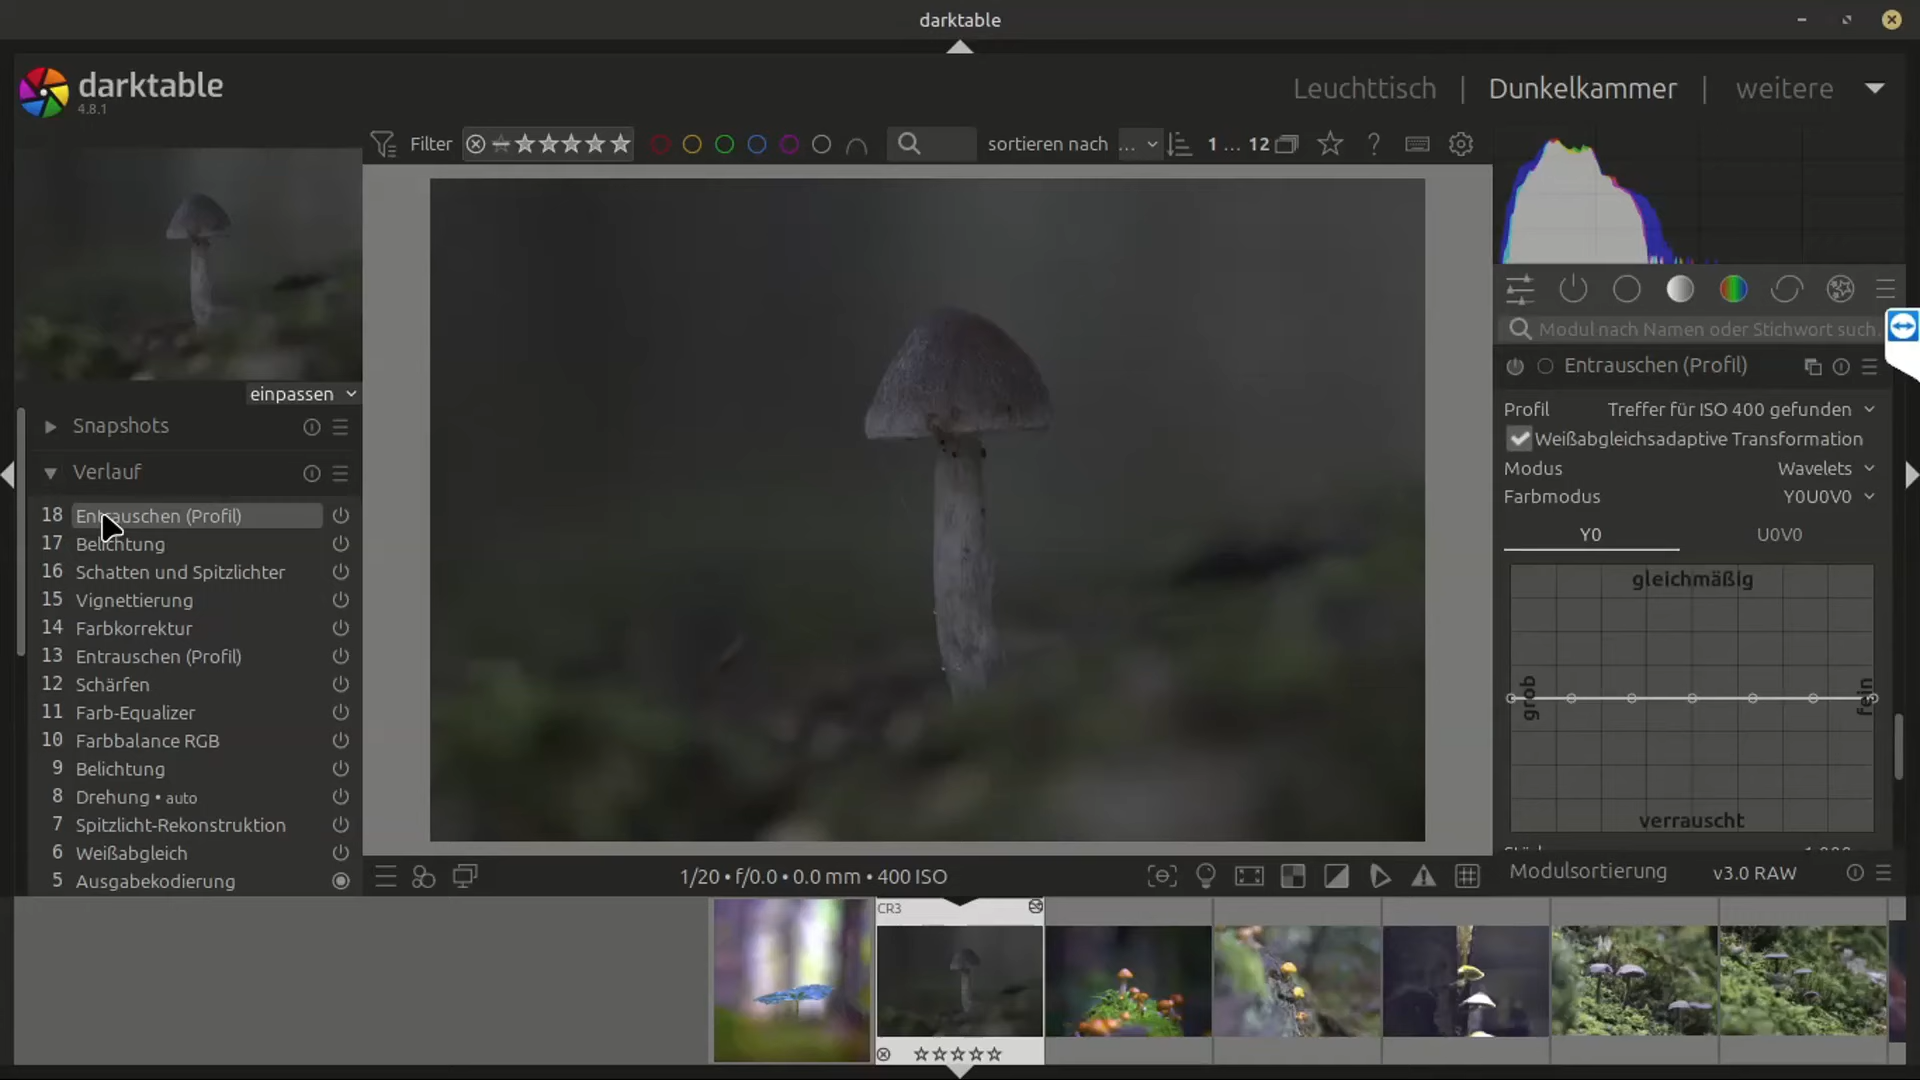 darktable
darktable
4.8.1
Leuchttisch | Dunkelkammer | weitere
Filter
sortieren nach ...
1 ... 12
?
einpassen
Snapshots
Verlauf
18 Entrauschen (Profil)
17 Belichtung
16 Schatten und Spitzlichter
15 Vignettierung
14 Farbkorrektur
13 Entrauschen (Profil)
12 Schärfen
11 Farb-Equalizer
10 Farbbalance RGB
9 Belichtung
8 Drehung • auto
7 Spitzlicht-Rekonstruktion
6 Weißabgleich
5 Ausgabekodierung
1/20 • f/0.0 • 0.0 mm • 400 ISO
Modul nach Namen oder Stichwort such
Entrauschen (Profil)
Profil Treffer für ISO 400 gefunden
Weißabgleichsadaptive Transformation
Modus Wavelets
Farbmodus Y0U0V0
Y0 U0V0
gleichmäßig
grob
fein
verrauscht
Modulsortierung v3.0 RAW
CR3